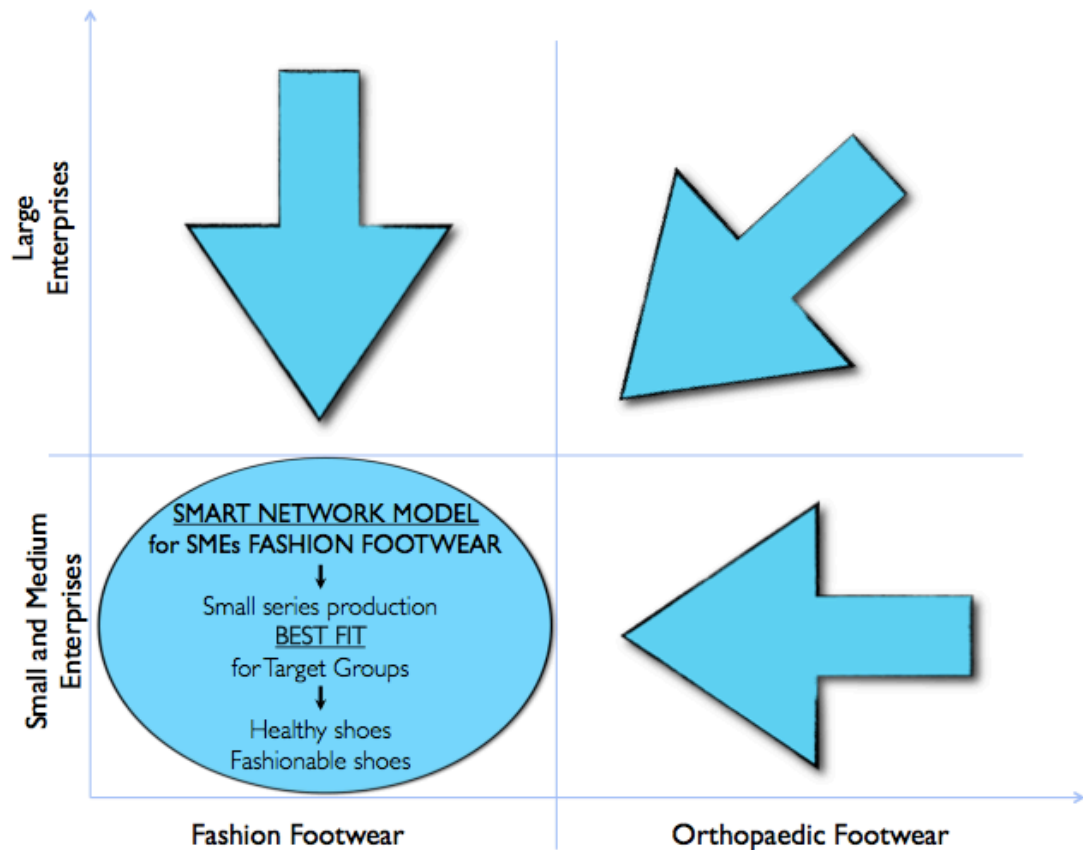 Large
Enterprises
SMART NETWORK MODEL
for SMEs FASHION FOOTWEAR
Small series production
BEST FIT
for Target Groups
Healthy shoes
Fashionable shoes
Small and Medium
Enterprises
Fashion Footwear
Orthopaedic Footwear